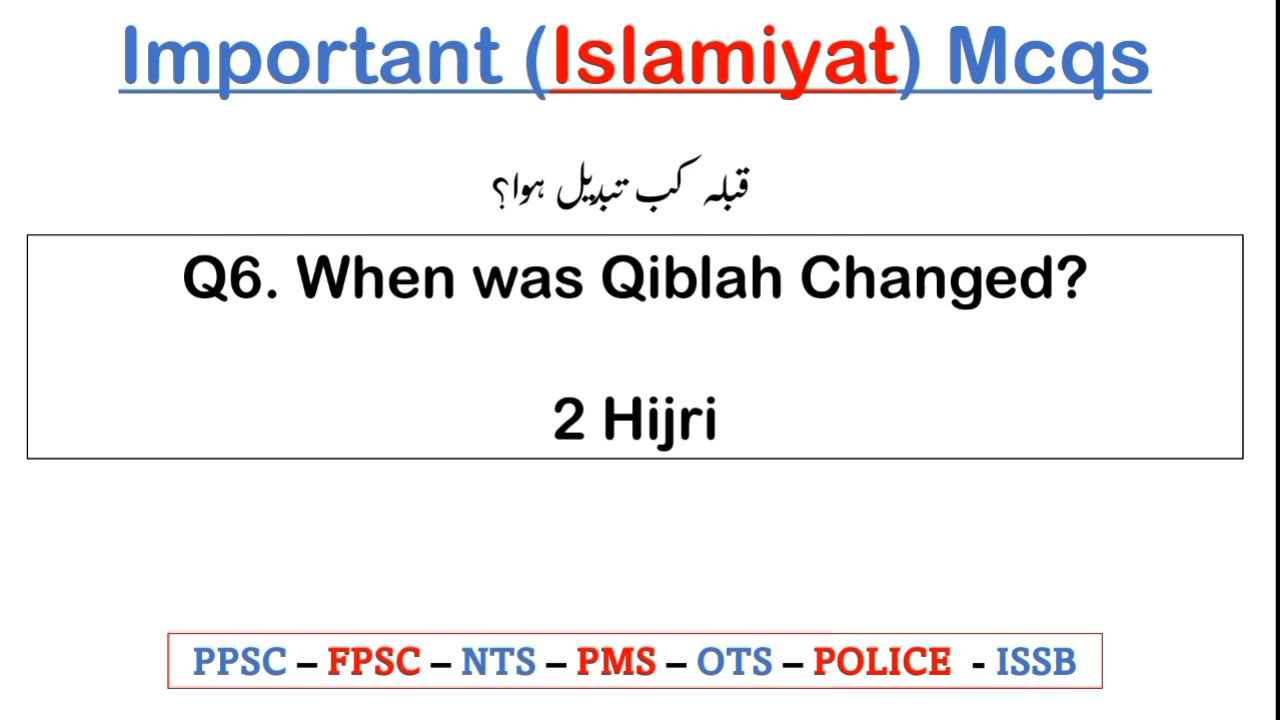 Important (Islamiyat) Mcqs
قبلہ کب تبدیل ہوا؟
Q6. When was Qiblah Changed?
2 Hijri
PPSC – FPSC – NTS – PMS – OTS – POLICE - ISSB